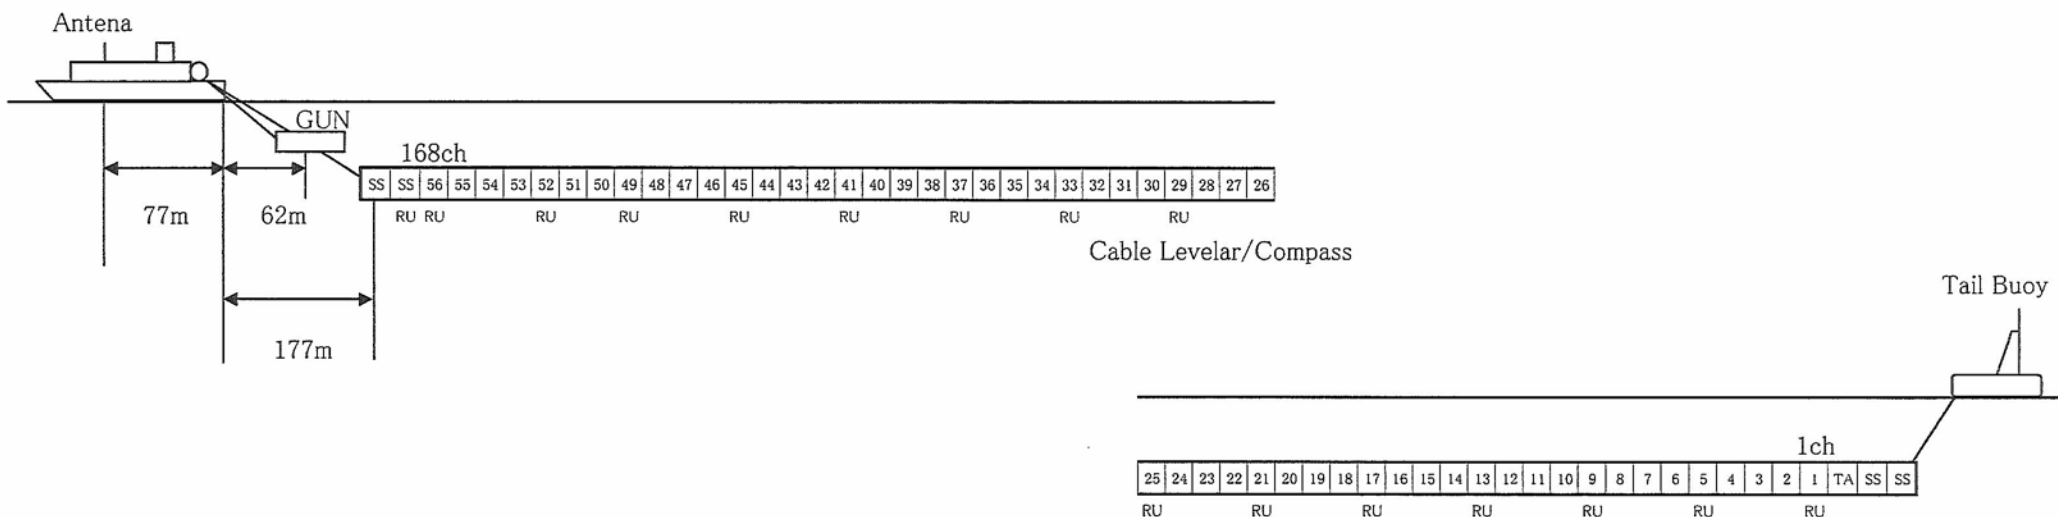 Antena
GUN
168ch
SS SS 56 55 54 53 52 51 50 49 48 47 46 45 44 43 42 41 40 39 38 37 36 35 34 33 32 31 30 29 28 27 26
77m 62m RU RU RU RU RU RU RU RU RU
Cable Levelar/Compass
177m
Tail Buoy
1ch
25 24 23 22 21 20 19 18 17 16 15 14 13 12 11 10 9 8 7 6 5 4 3 2 1 TA SS SS
RU RU RU RU RU RU RU